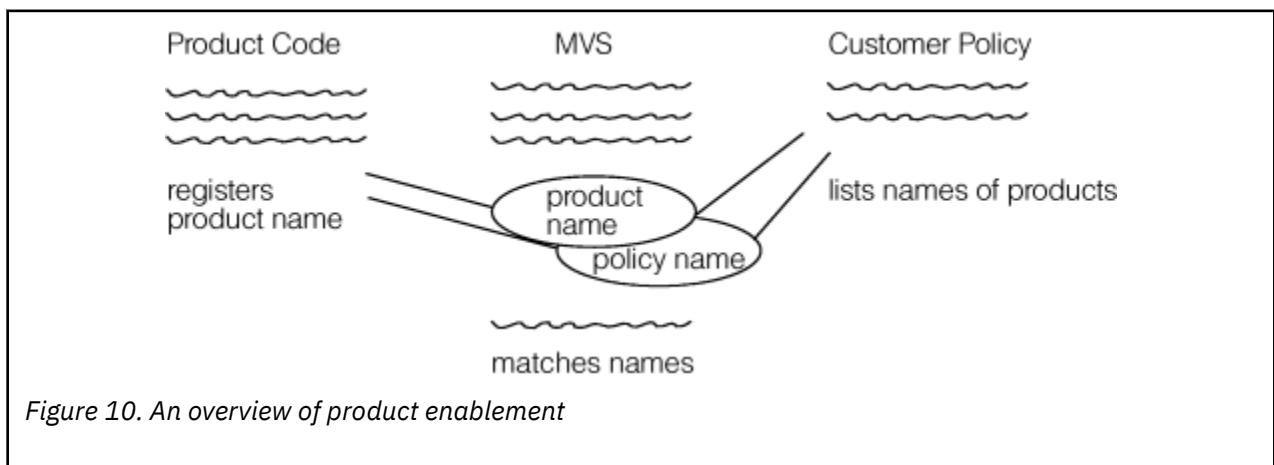 Product Code
MVS
Customer Policy
registers
product name
product
name
policy name
lists names of products
matches names
Figure 10. An overview of product enablement